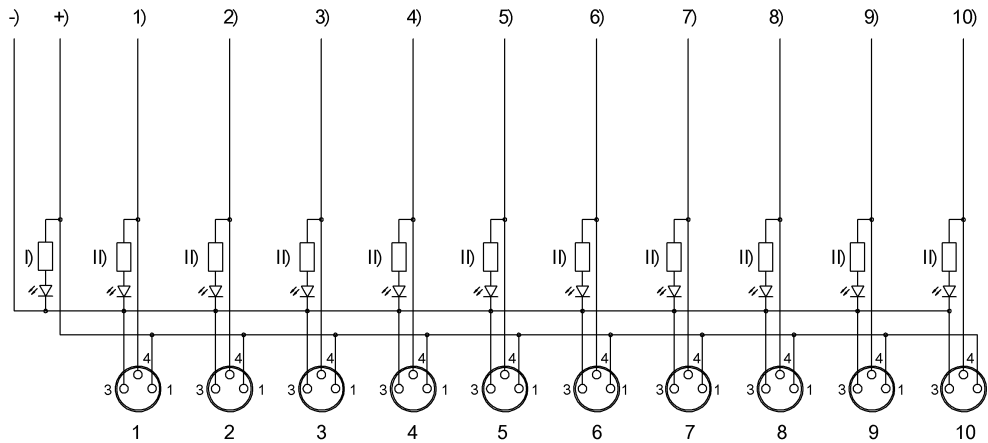 -) +) 1) 2) 3) 4) 5) 6) 7) 8) 9) 10)
I) II) II) II) II) II) II) II) II) II) II)
4 4 4 4 4 4 4 4 4 4
3 1 3 1 3 1 3 1 3 1 3 1 3 1 3 1 3 1 3 1
1 2 3 4 5 6 7 8 9 10